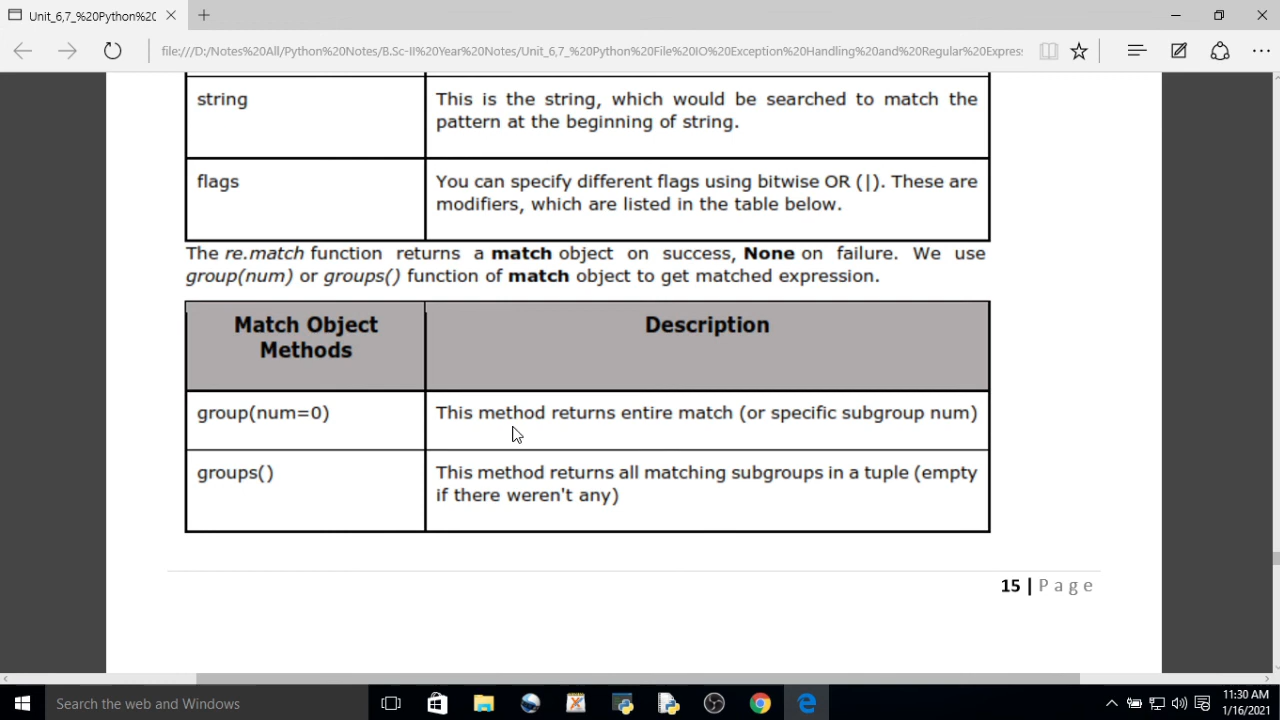 Unit_6,7_%20Python%20(
file:///D:/Notes%20All/Python%20Notes/B.Sc-II%20Year%20Notes/Unit_6,7_%20Python%20File%20IO%20Exception%20Handling%20and%20Regular%20Express
string
This is the string, which would be searched to match the
pattern at the beginning of string.
flags
You can specify different flags using bitwise OR (|). These are
modifiers, which are listed in the table below.
The re.match function returns a match object on success, None on failure. We use
group(num) or groups() function of match object to get matched expression.
Match Object
Methods
Description
group(num=0)
This method returns entire match (or specific subgroup num)
groups()
This method returns all matching subgroups in a tuple (empty
if there weren't any)
15 | Page
Search the web and Windows
11:30 AM
1/16/2021